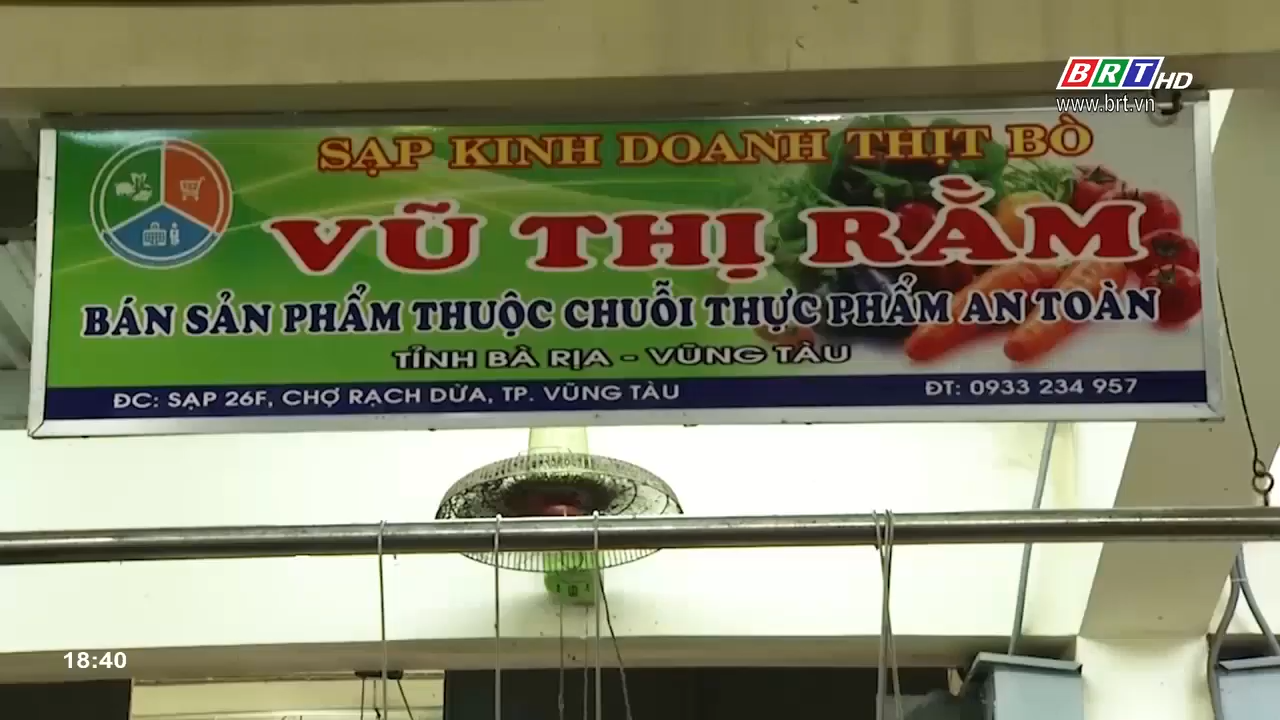 BRT HD
www.brt.vn
SẠP KINH DOANH THỊT BÒ
VŨ THỊ RẰM
BÁN SẢN PHẨM THUỘC CHUỖI THỰC PHẨM AN TOÀN
TỈNH BÀ RỊA - VŨNG TÀU
ĐC: SẠP 26F, CHỢ RẠCH DỪA, TP. VŨNG TÀU ĐT: 0933 234 957
18:40